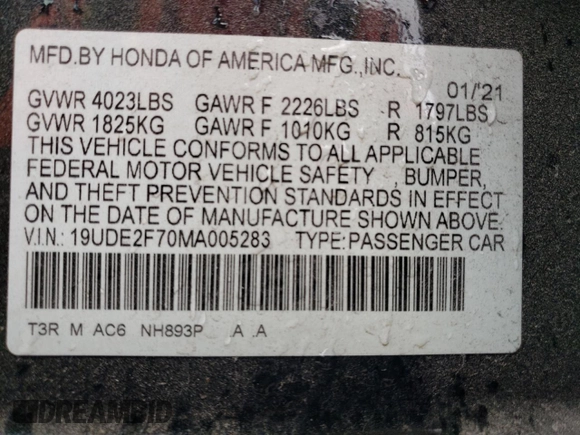 MFD.BY HONDA OF AMERICA MFG.,INC.
01/'21
GVWR 4023LBS GAWR F 2226LBS R 1797LBS
GVWR 1825KG GAWR F 1010KG R 815KG
THIS VEHICLE CONFORMS TO ALL APPLICABLE
FEDERAL MOTOR VEHICLE SAFETY , BUMPER,
AND THEFT PREVENTION STANDARDS IN EFFECT
ON THE DATE OF MANUFACTURE SHOWN ABOVE.
V.I.N.: 19UDE2F70MA005283 TYPE:PASSENGER CAR
T3R M AC6 NH893P A .A
DREAMBID